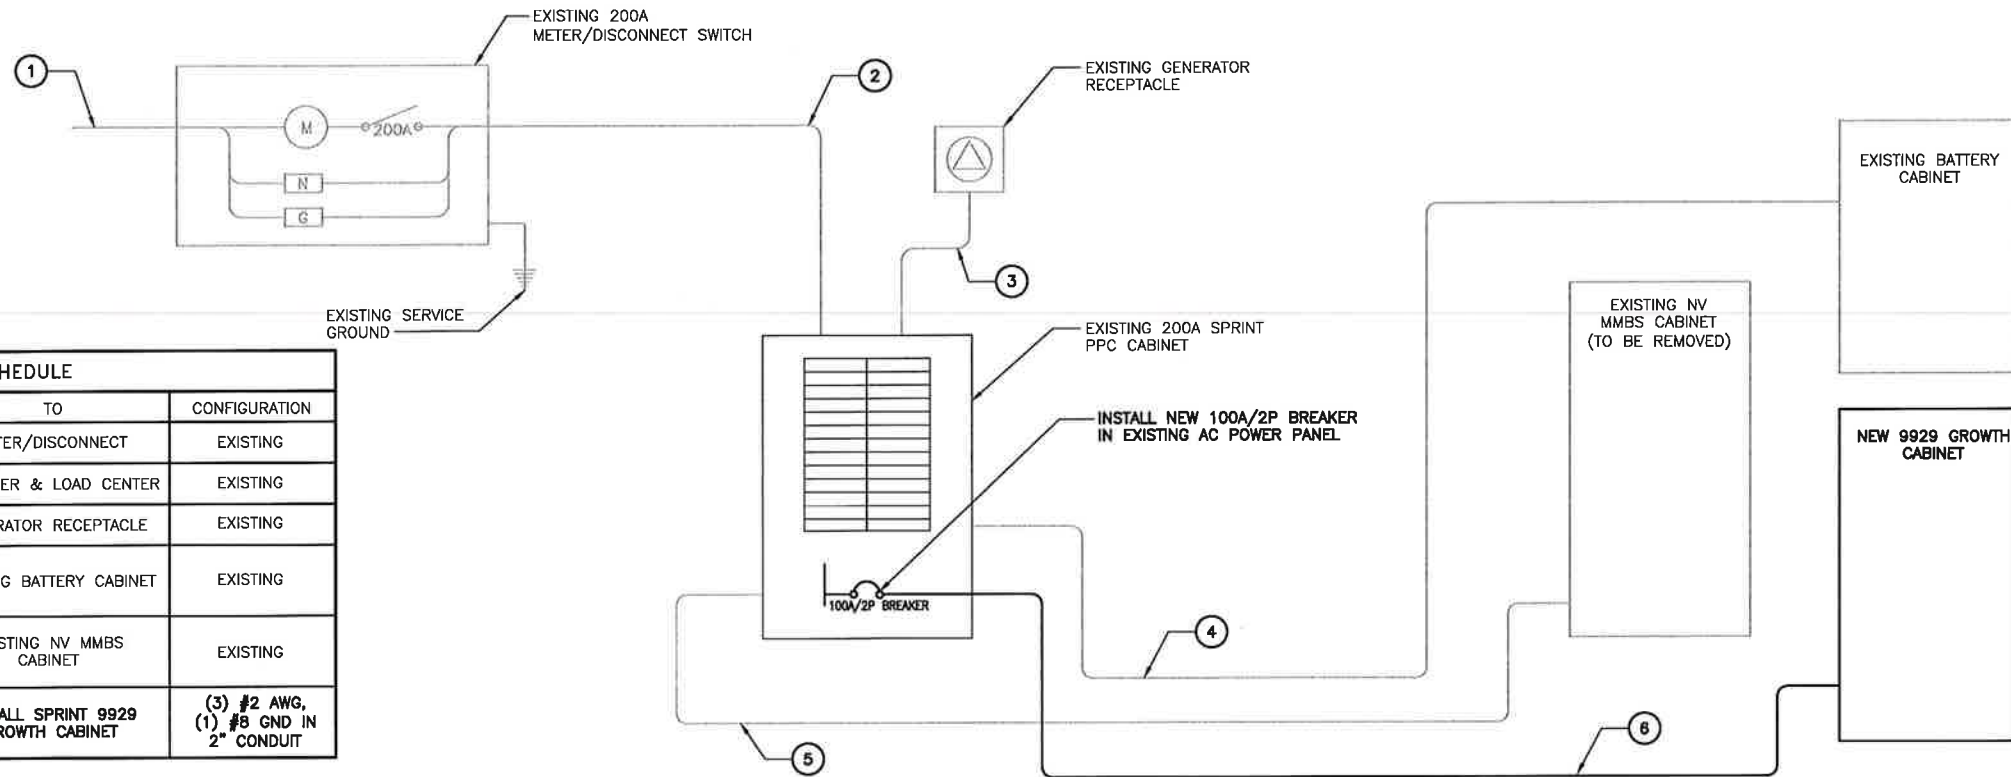 EXISTING 200A
METER/DISCONNECT SWITCH
1
2
EXISTING GENERATOR
RECEPTACLE
M
200A
N
G
EXISTING BATTERY
CABINET
3
EXISTING SERVICE
GROUND
EXISTING NV
MMBS CABINET
(TO BE REMOVED)
EXISTING 200A SPRINT
PPC CABINET
INSTALL NEW 100A/2P BREAKER
IN EXISTING AC POWER PANEL
NEW 9929 GROWTH
CABINET
100A/2P BREAKER
4
5
6
HEDULE
TO
CONFIGURATION
TER/DISCONNECT
EXISTING
ER & LOAD CENTER
EXISTING
RATOR RECEPTACLE
EXISTING
G BATTERY CABINET
EXISTING
STING NV MMBS
CABINET
EXISTING
ALL SPRINT 9929
ROWTH CABINET
(3) #2 AWG,
(1) #8 GND IN
2" CONDUIT